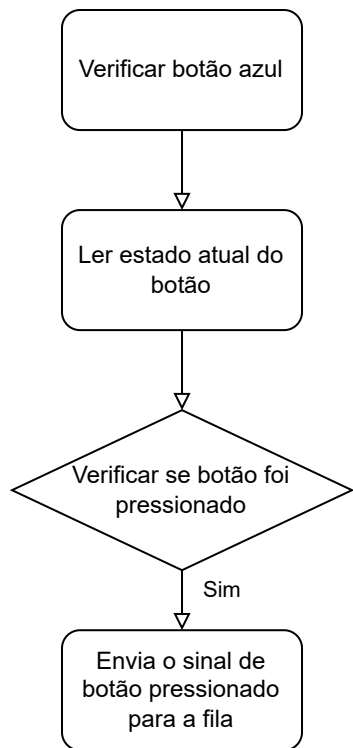 Verificar botão azul
Ler estado atual do
botão
Verificar se botão foi
pressionado
Sim
Envia o sinal de
botão pressionado
para a fila